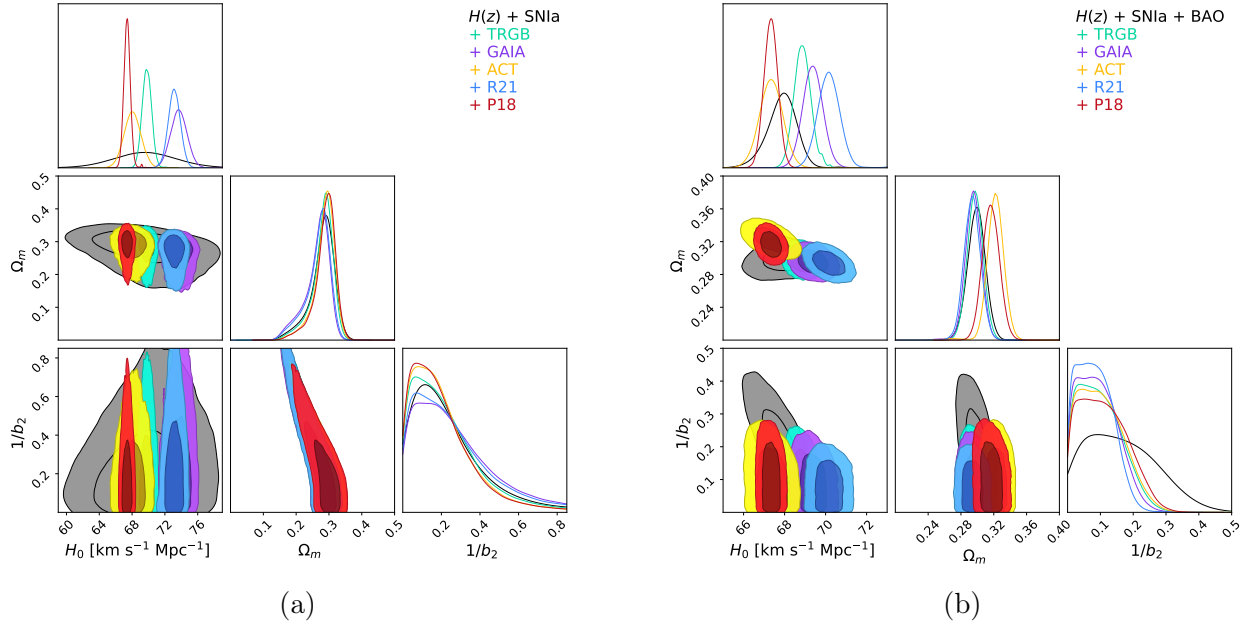 H(z) + SNIa
+ TRGB
+ GAIA
+ ACT
+ R21
+ P18
0.5
0.4
0.3
0.2
0.1
Ωm
0.8
0.6
0.4
0.2
1/b2
60
64
68
72
76
H0 [km s−1 Mpc−1]
0.1
0.2
0.3
0.4
0.5
Ωm
0.2
0.4
0.6
0.8
1/b2
(a)
H(z) + SNIa + BAO
+ TRGB
+ GAIA
+ ACT
+ R21
+ P18
0.40
0.36
0.32
0.28
0.24
Ωm
0.5
0.4
0.3
0.2
0.1
1/b2
66
68
70
72
H0 [km s−1 Mpc−1]
0.24
0.28
0.32
0.36
0.40
Ωm
0.1
0.2
0.3
0.4
0.5
1/b2
(b)